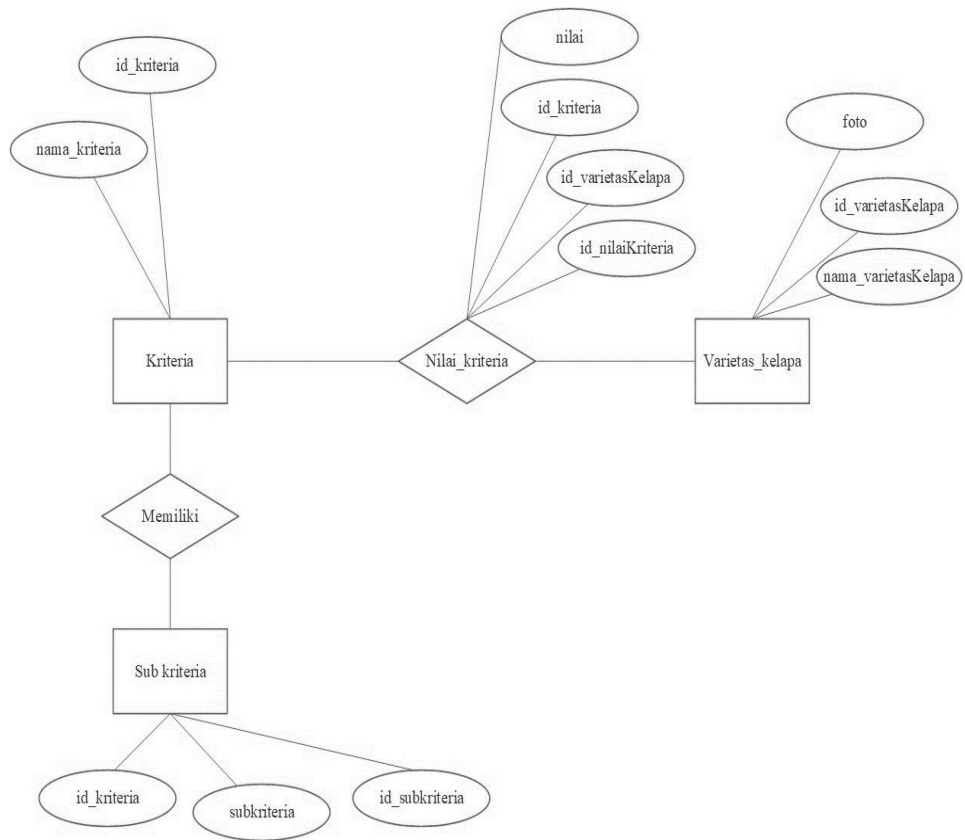 nilai
id_kriteria
id_kriteria
foto
nama_kriteria
id_varietasKelapa
id_varietasKelapa
id_nilaiKriteria
nama_varietasKelapa
Kriteria
Nilai_kriteria
Varietas_kelapa
Memiliki
Sub kriteria
id_kriteria
subkriteria
id_subkriteria